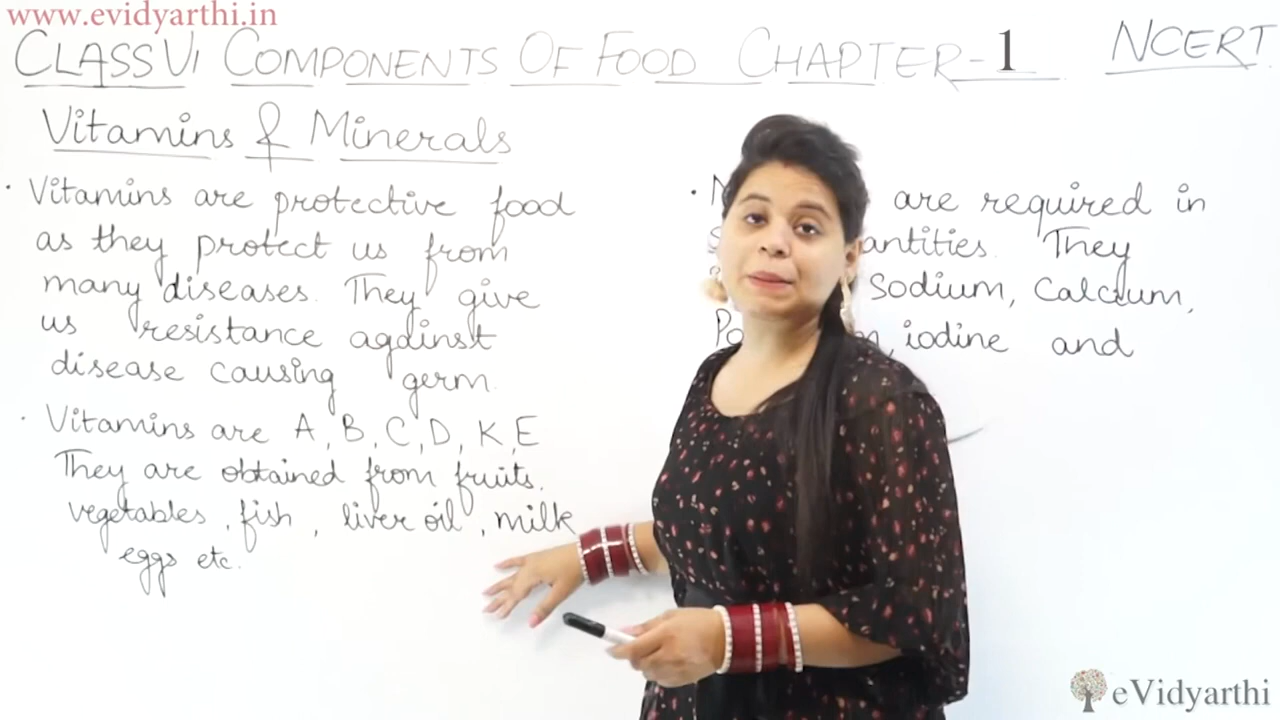 www.evidyarthi.in
CLASS VI COMPONENTS OF FOOD CHAPTER-1 NCERT
Vitamins & Minerals
• Vitamins are protective food
as they protect us from
many diseases. They give
us resistance against
disease causing germ.
• Vitamins are A, B, C, D, K, E
They are obtained from fruits.
vegetables, fish, liver oil, milk
eggs etc.
• are required in
They
Sodium, Calcium,
iodine and
eVidyarthi